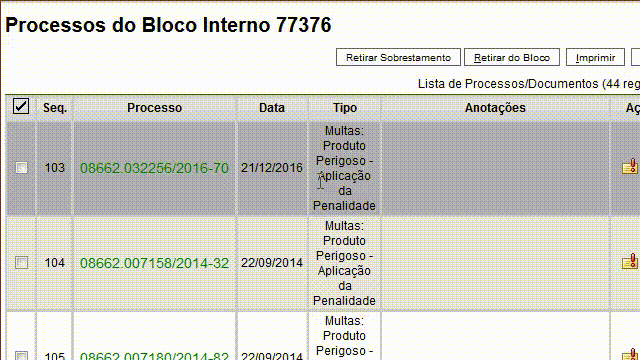 Processos do Bloco Interno 77376
Retirar Sobrestamento Retirar do Bloco Imprimir
Lista de Processos/Documentos (44 reg
Seq. Processo Data Tipo Anotações Aç
103 08662.032256/2016-70 21/12/2016 Multas:
Produto
Perigoso -
Aplicação
da
Penalidade
104 08662.007158/2014-32 22/09/2014 Multas:
Produto
Perigoso -
Aplicação
da
Penalidade
105 08662.007180/2014-82 22/09/2014 Multas:
Produto
Perigoso -